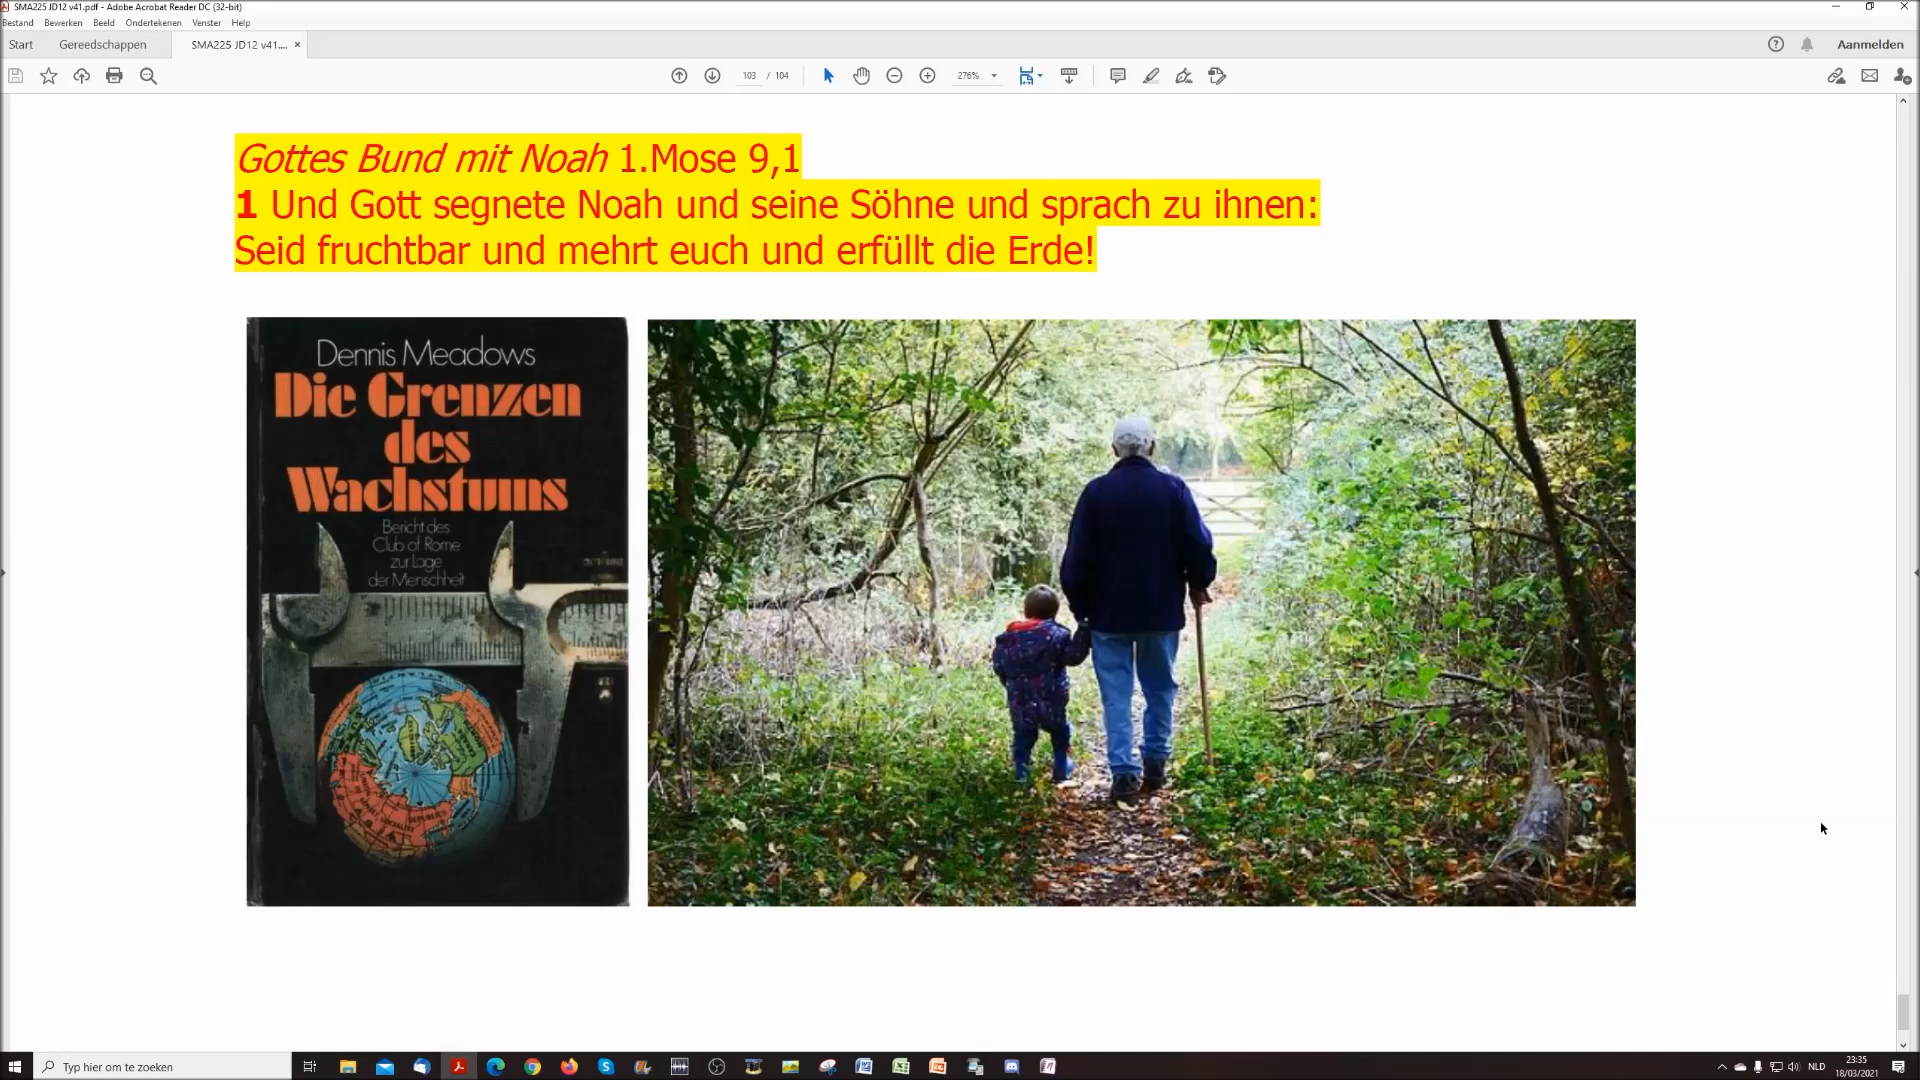 SMA225 JD12 v41.pdf - Adobe Acrobat Reader DC (32-bit)
Bestand Bewerken Beeld Ondertekenen Venster Help
Start Gereedschappen SMA225 JD12 v41.... × Aanmelden
103 / 104 276%
Gottes Bund mit Noah 1.Mose 9,1
1 Und Gott segnete Noah und seine Söhne und sprach zu ihnen:
Seid fruchtbar und mehrt euch und erfüllt die Erde!
Dennis Meadows
Die Grenzen
des
Wachstums
Bericht des
Club of Rome
zur Lage
der Menschheit
Typ hier om te zoeken
NLD
23:35
18/03/2021